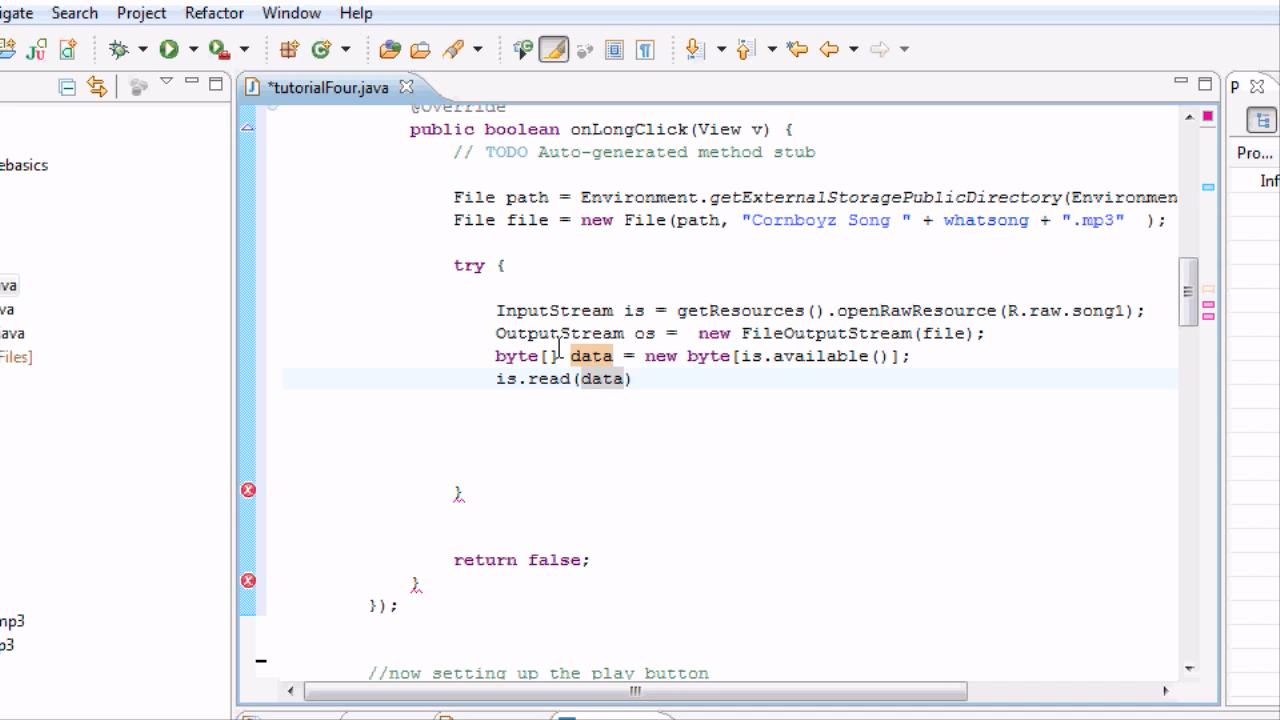 igate Search Project Refactor Window Help
*tutorialFour.java
P
ebasics
Pro...
Inf
@Override
public boolean onLongClick(View v) {
// TODO Auto-generated method stub
File path = Environment.getExternalStoragePublicDirectory(Environmen
File file = new File(path, "Cornboyz Song " + whatsong + ".mp3" );
try {
ava
InputStream is = getResources().openRawResource(R.raw.song1);
va
OutputStream os = new FileOutputStream(file);
java
byte[] data = new byte[is.available()];
Files]
is.read(data)
}
return false;
}
});
mp3
p3
//now setting up the play button